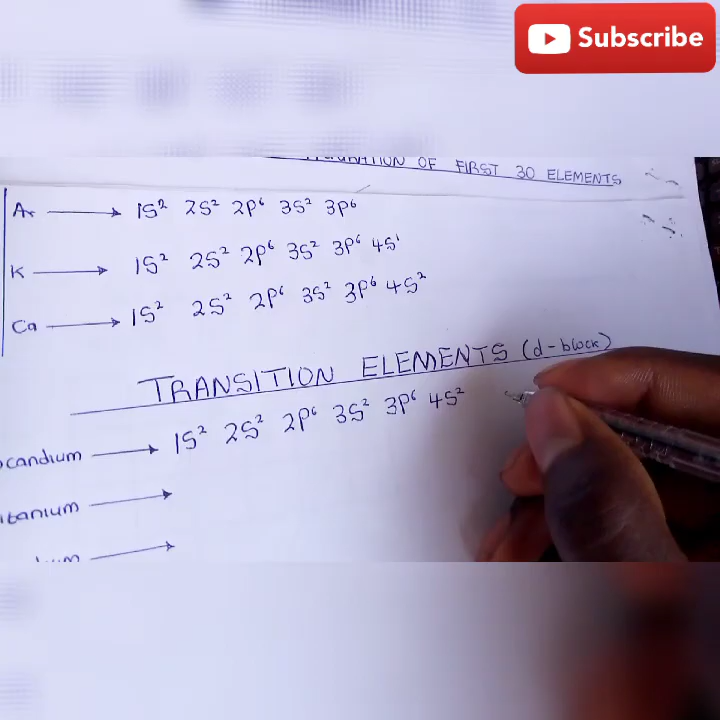 Subscribe
OF FIRST 30 ELEMENTS
Ar → 1S² 2S² 2P⁶ 3S² 3P⁶
K → 1S² 2S² 2P⁶ 3S² 3P⁶ 4S¹
Ca → 1S² 2S² 2P⁶ 3S² 3P⁶ 4S²
TRANSITION ELEMENTS (d-block)
candium → 1S² 2S² 2P⁶ 3S² 3P⁶ 4S²
itanium →